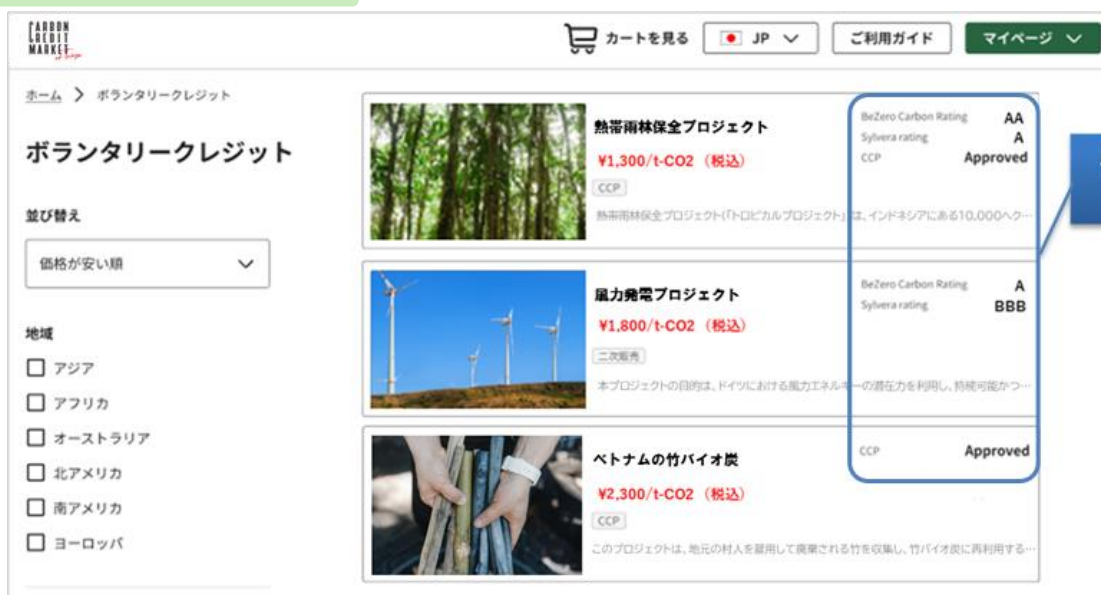 CARBON
CREDIT
MARKET
カートを見る
JP
ご利用ガイド
マイページ
ホーム > ボランタリークレジット
ボランタリークレジット
並び替え
価格が安い順
地域
アジア
アフリカ
オーストラリア
北アメリカ
南アメリカ
ヨーロッパ
熱帯雨林保全プロジェクト
¥1,300/t-CO2（税込）
CCP
熱帯雨林保全プロジェクト(「トロピカルプロジェクト」は、インドネシアにある10,000ヘク…
BeZero Carbon Rating AA
Sylvera rating A
CCP Approved
風力発電プロジェクト
¥1,800/t-CO2（税込）
二次販売
本プロジェクトの目的は、ドイツにおける風力エネルギーの潜在力を利用し、持続可能かつ…
BeZero Carbon Rating A
Sylvera rating BBB
ベトナムの竹バイオ炭
¥2,300/t-CO2（税込）
CCP
このプロジェクトは、地元の村人を雇用して廃棄される竹を収集し、竹バイオ炭に再利用する…
CCP Approved